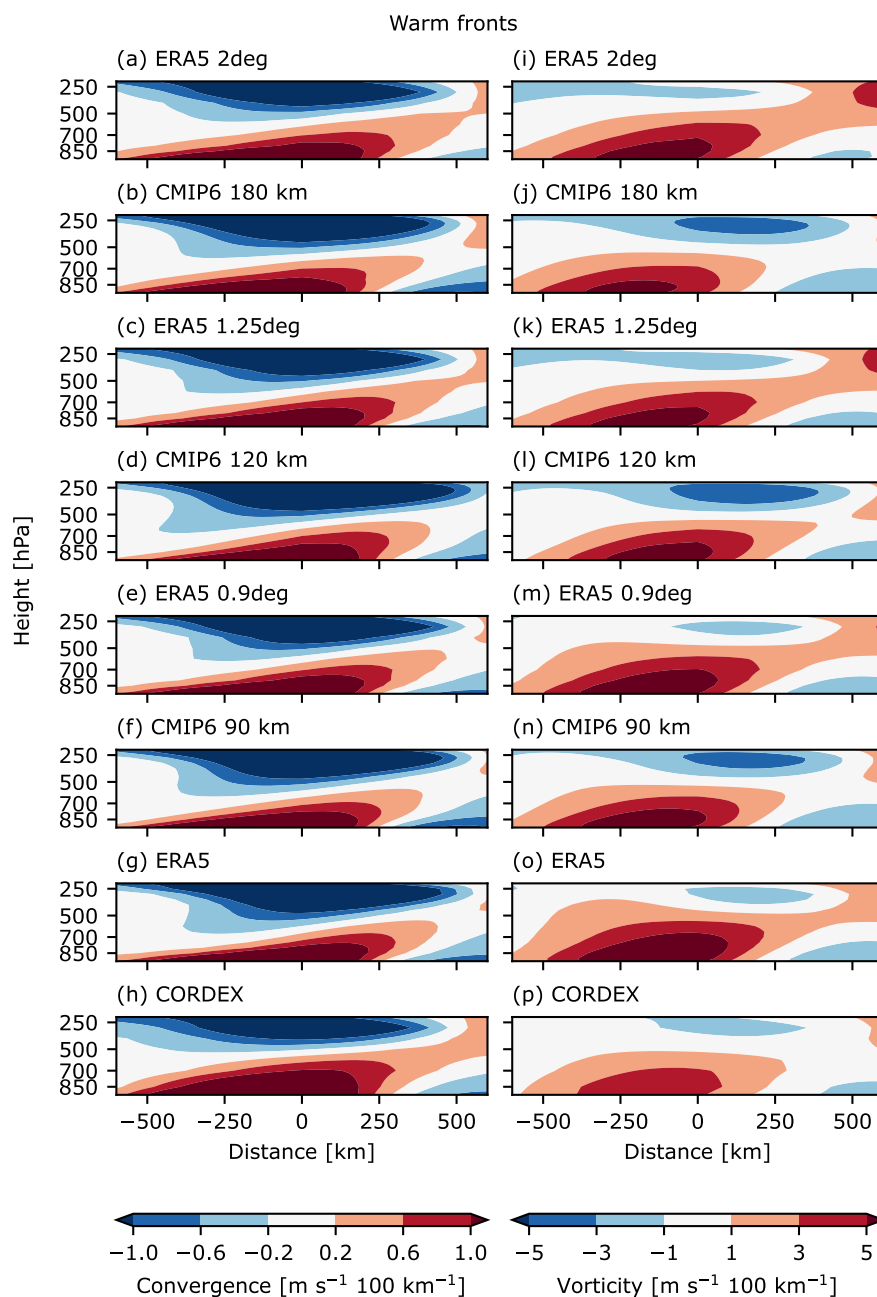 Warm fronts
(a) ERA5 2deg
(i) ERA5 2deg
250
500
700
850
(b) CMIP6 180 km
(j) CMIP6 180 km
250
500
700
850
(c) ERA5 1.25deg
(k) ERA5 1.25deg
250
500
700
850
(d) CMIP6 120 km
(l) CMIP6 120 km
250
500
700
850
Height [hPa]
(e) ERA5 0.9deg
(m) ERA5 0.9deg
250
500
700
850
(f) CMIP6 90 km
(n) CMIP6 90 km
250
500
700
850
(g) ERA5
(o) ERA5
250
500
700
850
(h) CORDEX
(p) CORDEX
250
500
700
850
−500 −250 0 250 500
−500 −250 0 250 500
Distance [km]
Distance [km]
−1.0 −0.6 −0.2 0.2 0.6 1.0
−5 −3 −1 1 3 5
Convergence [m s⁻¹ 100 km⁻¹]
Vorticity [m s⁻¹ 100 km⁻¹]